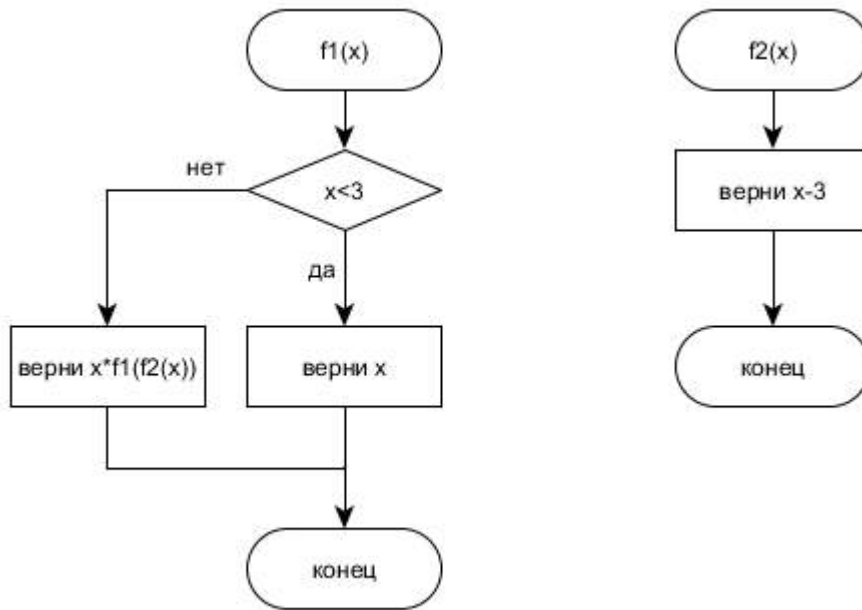 f1(x)
f2(x)
нет
x<3
верни x-3
да
верни x*f1(f2(x))
верни x
конец
конец